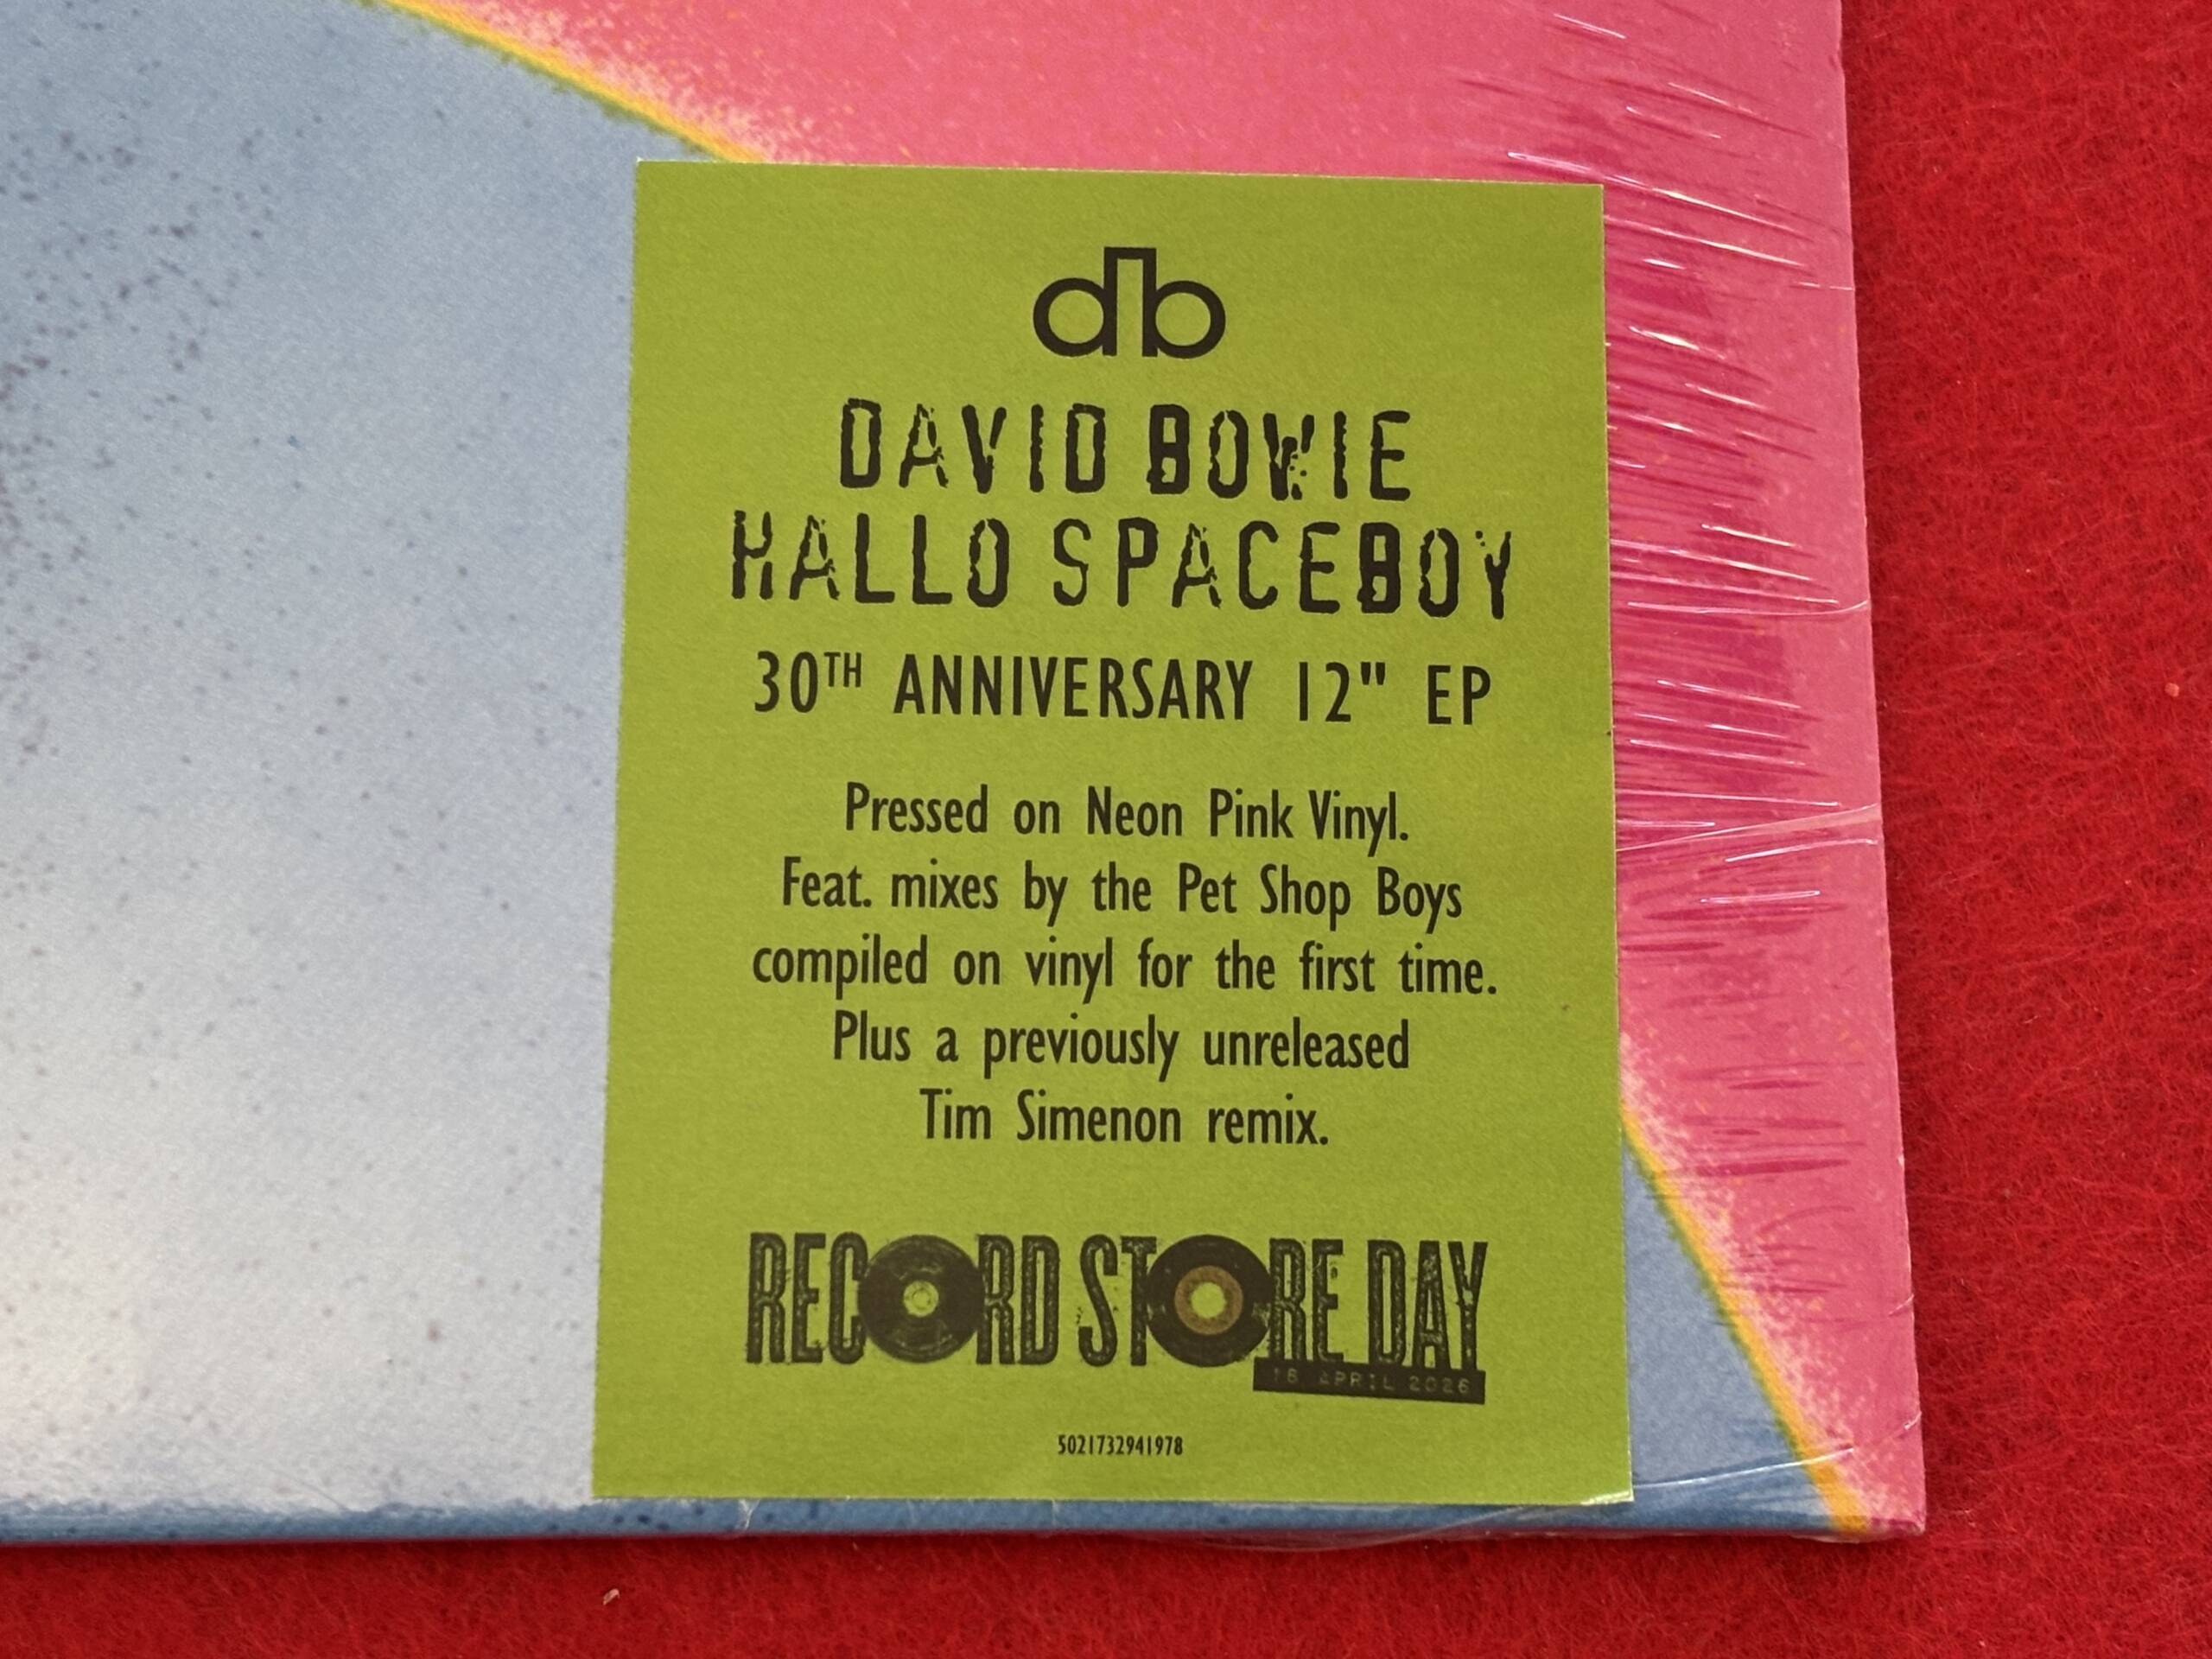 db
DAVID BOWIE
HALLO SPACEBOY
30TH ANNIVERSARY 12" EP
Pressed on Neon Pink Vinyl.
Feat. mixes by the Pet Shop Boys
compiled on vinyl for the first time.
Plus a previously unreleased
Tim Simenon remix.
RECORD STORE DAY
18 APRIL 2026
5021732941978